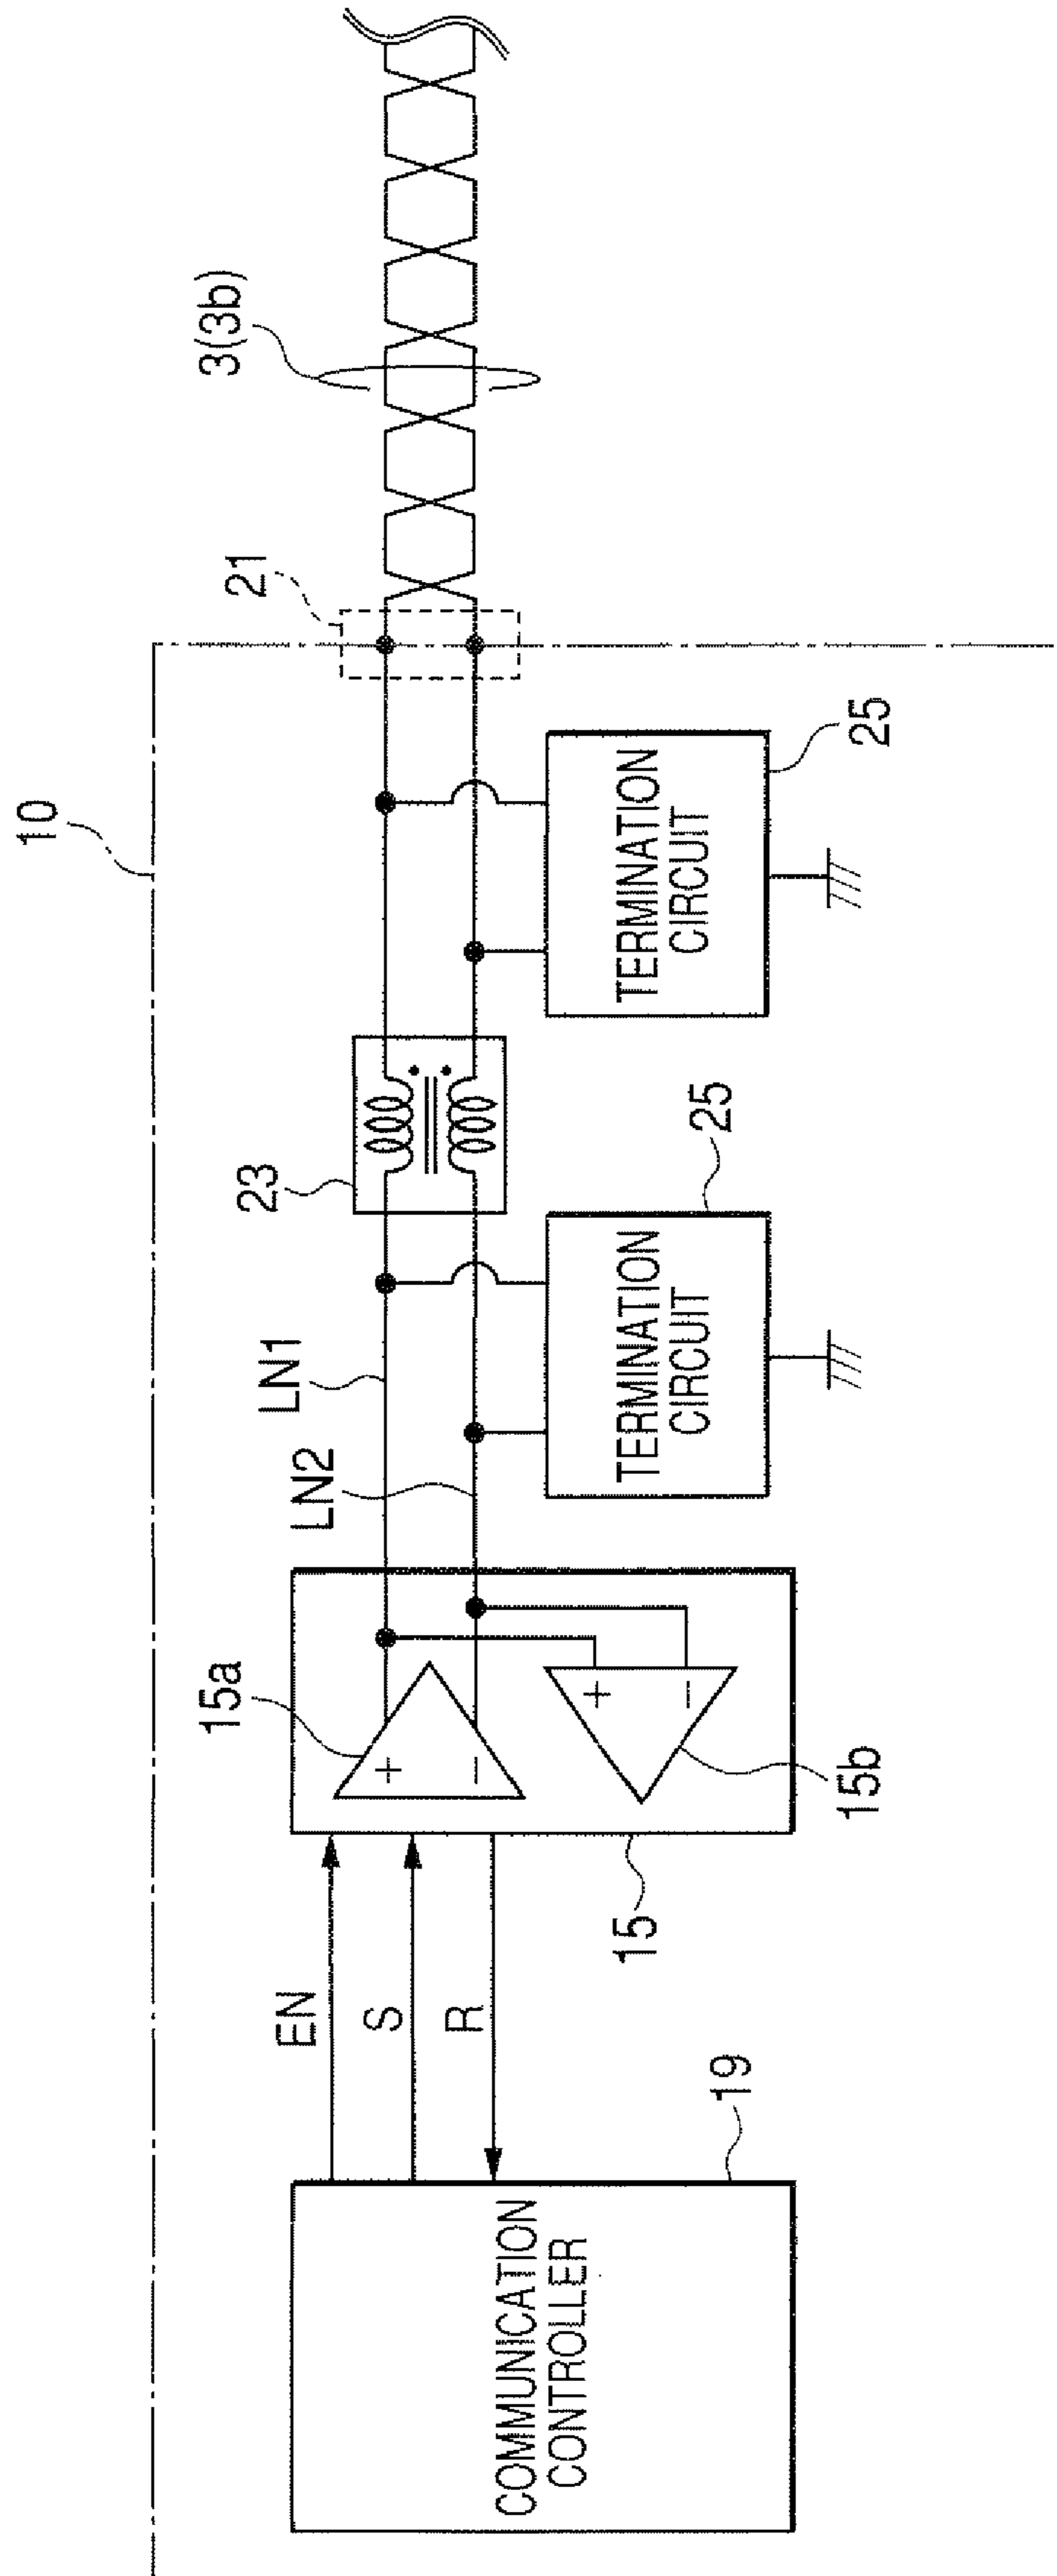 10
COMMUNICATION
CONTROLLER
19
EN
S
R
15
15a
+
−
+
−
15b
LN1
LN2
TERMINATION
CIRCUIT
25
23
TERMINATION
CIRCUIT
25
21
3(3b)